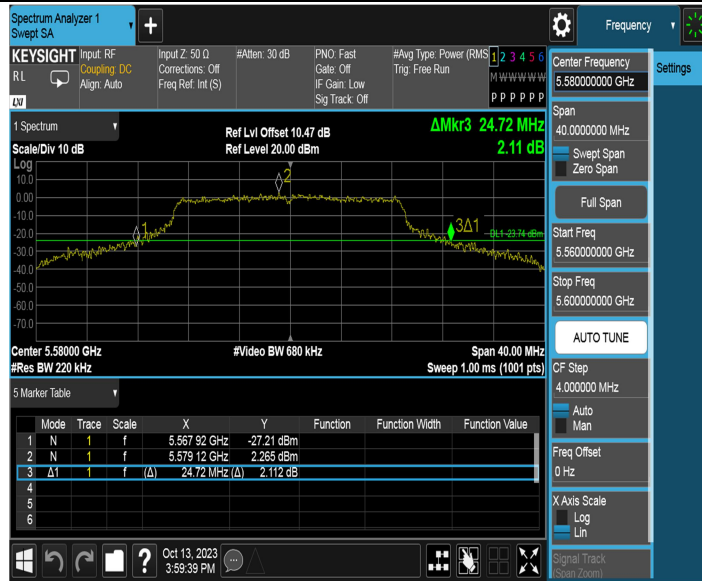 Spectrum Analyzer 1
Swept SA
+
Frequency
KEYSIGHT
RL
LXI
Input: RF
Coupling: DC
Align: Auto
Input Z: 50 Ω
Corrections: Off
Freq Ref: Int (S)
#Atten: 30 dB
PNO: Fast
Gate: Off
IF Gain: Low
Sig Track: Off
#Avg Type: Power (RMS
Trig: Free Run
1 2 3 4 5 6
M W W W W W
P P P P P P
Center Frequency
5.580000000 GHz
Settings
Span
40.0000000 MHz
Swept Span
Zero Span
Full Span
Start Freq
5.560000000 GHz
Stop Freq
5.600000000 GHz
AUTO TUNE
CF Step
4.000000 MHz
Auto
Man
Freq Offset
0 Hz
X Axis Scale
Log
Lin
Signal Track
(Span Zoom)
1 Spectrum
Scale/Div 10 dB
Ref Lvl Offset 10.47 dB
Ref Level 20.00 dBm
ΔMkr3 24.72 MHz
2.11 dB
Log
10.0
0.00
-10.0
-20.0
-30.0
-40.0
-50.0
-60.0
-70.0
1
2
3Δ1
DL1 -23.74 dBm
Center 5.58000 GHz
#Video BW 680 kHz
Span 40.00 MHz
#Res BW 220 kHz
Sweep 1.00 ms (1001 pts)
5 Marker Table
Mode Trace Scale X Y Function Function Width Function Value
1 N 1 f 5.567 92 GHz -27.21 dBm
2 N 1 f 5.579 12 GHz 2.265 dBm
3 Δ1 1 f (Δ) 24.72 MHz (Δ) 2.112 dB
4
5
6
?
Oct 13, 2023
3:59:39 PM